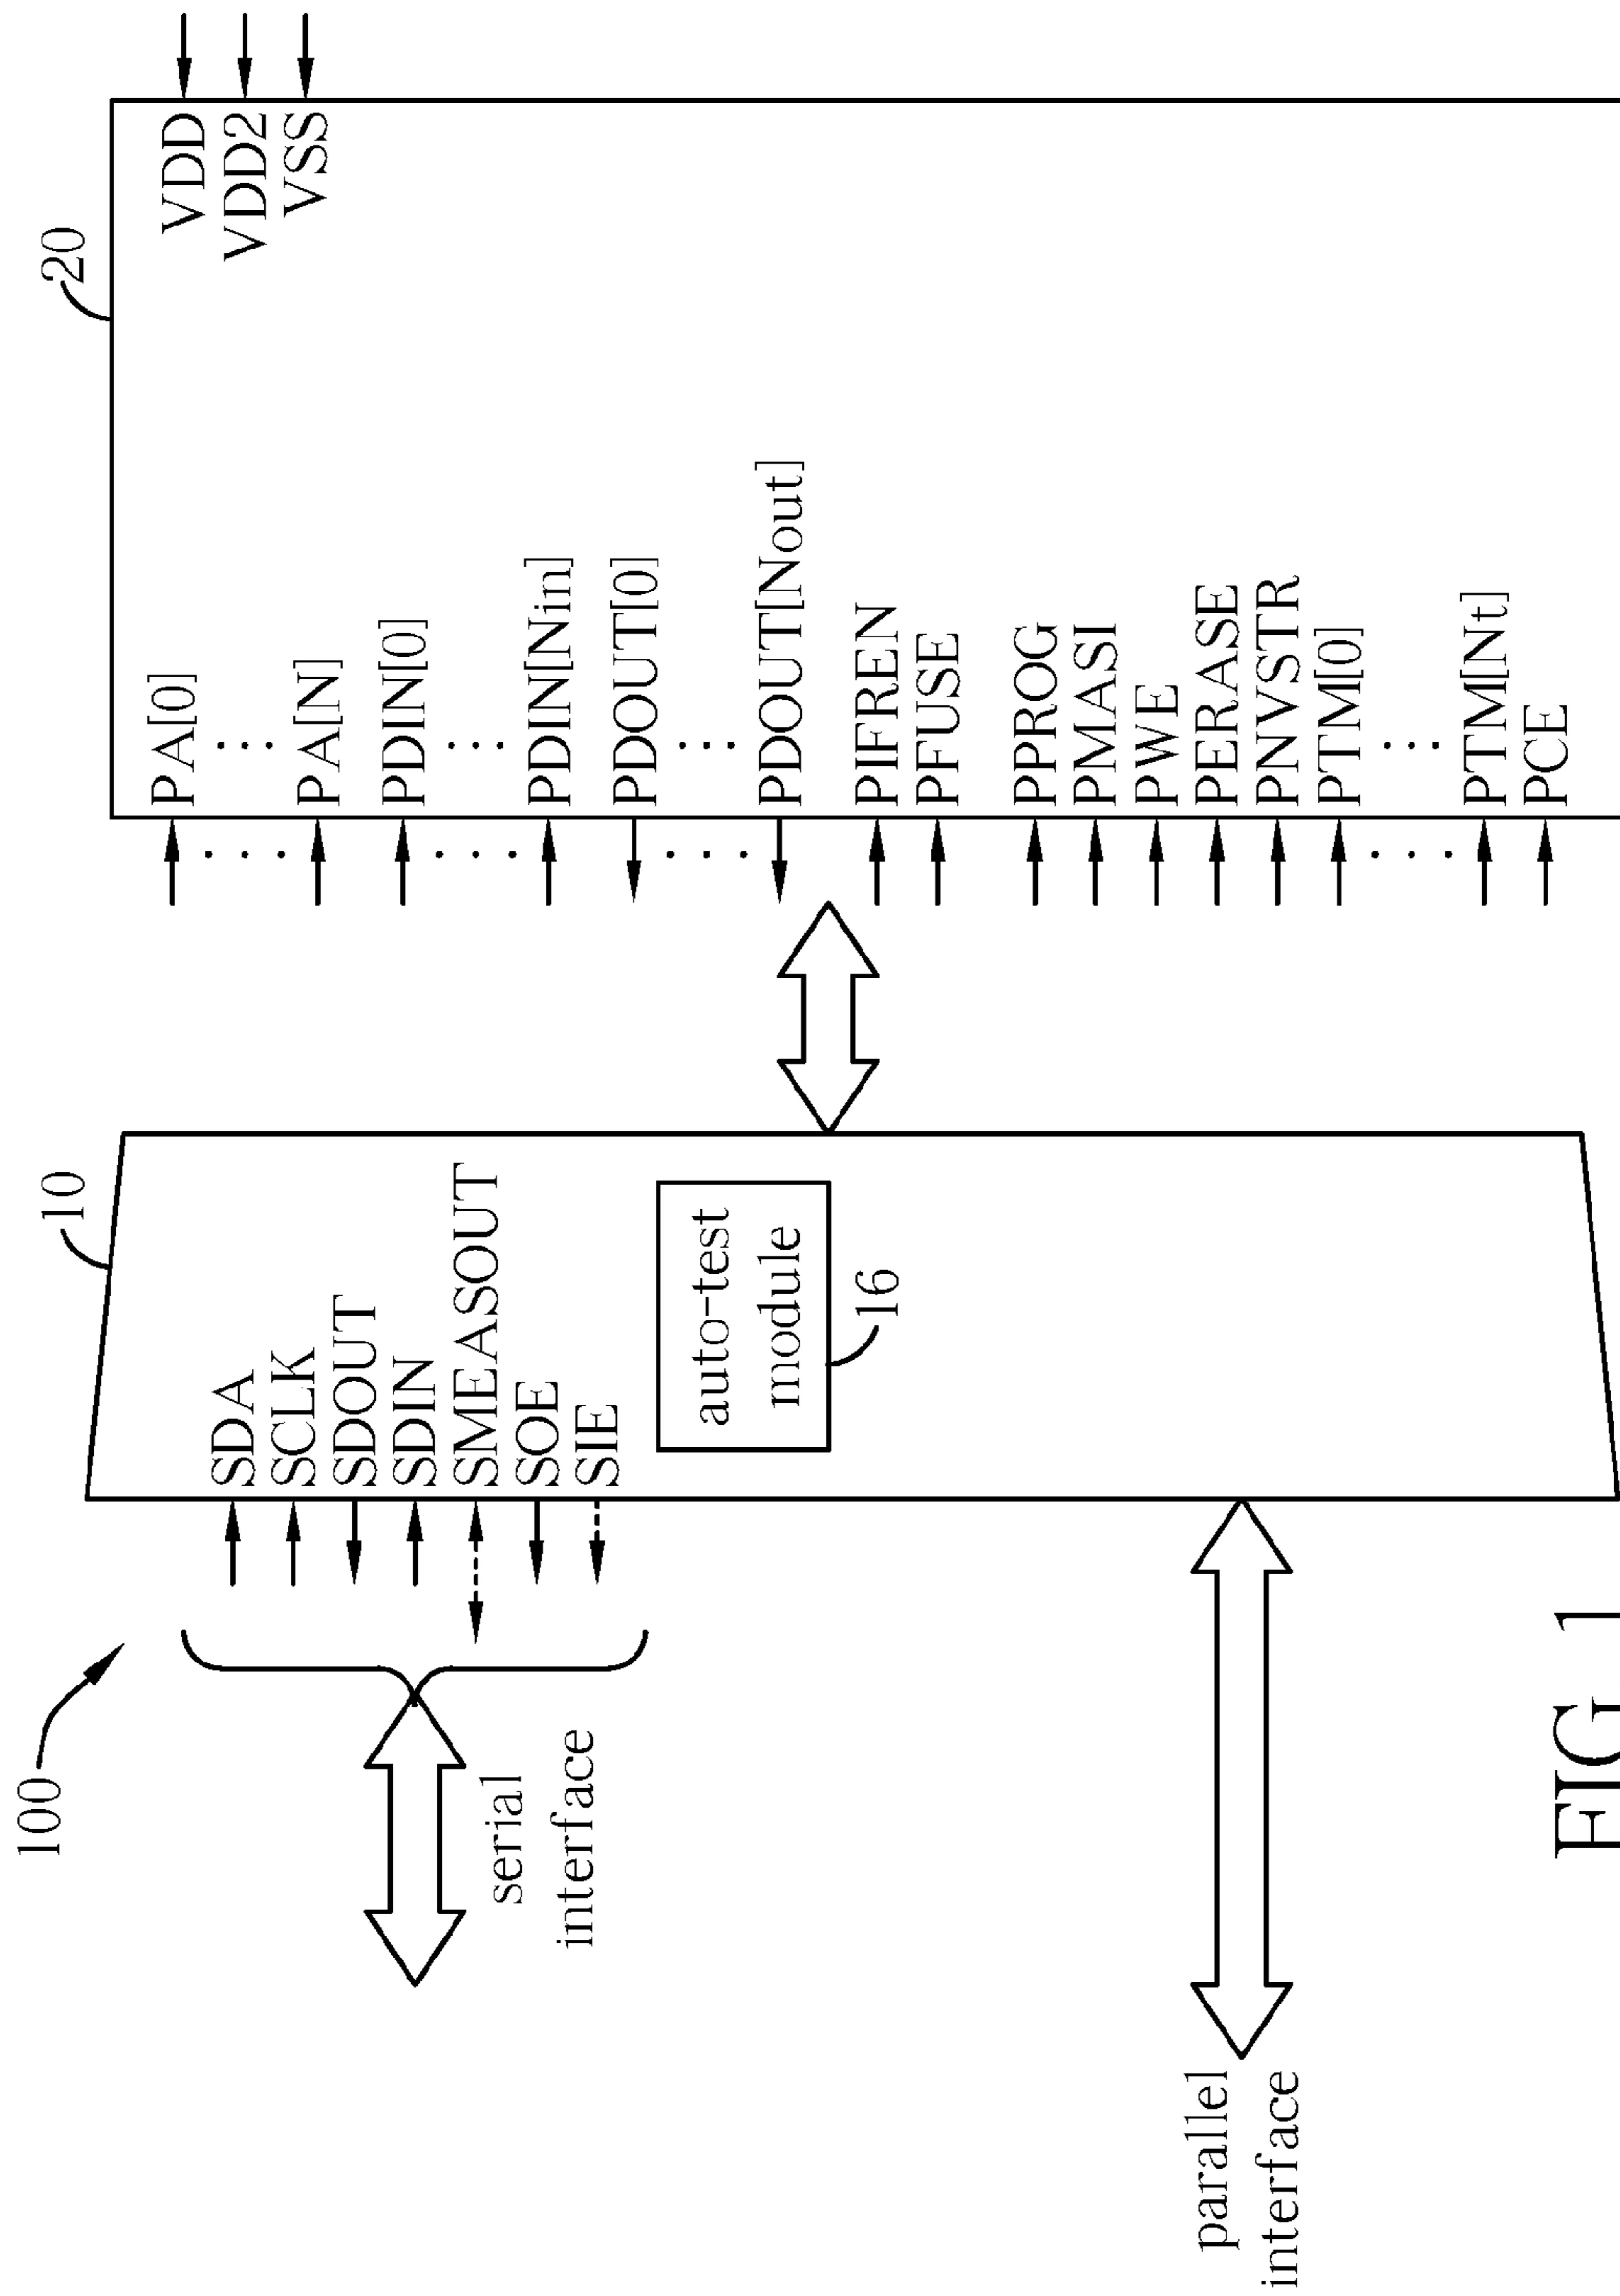 100
10
20
SDA
SCLK
SDOUT
SDIN
SMEASOUT
SOE
SIE
serial
interface
auto-test
module
16
parallel
interface
PA[0]
PA[N]
PDIN[0]
PDIN[Nin]
PDOUT[0]
PDOUT[Nout]
PIFREN
PFUSE
PPROG
PMASI
PWE
PERASE
PNVSTR
PTM[0]
PTM[Nt]
PCE
VDD
VDD2
VSS
FIG 1